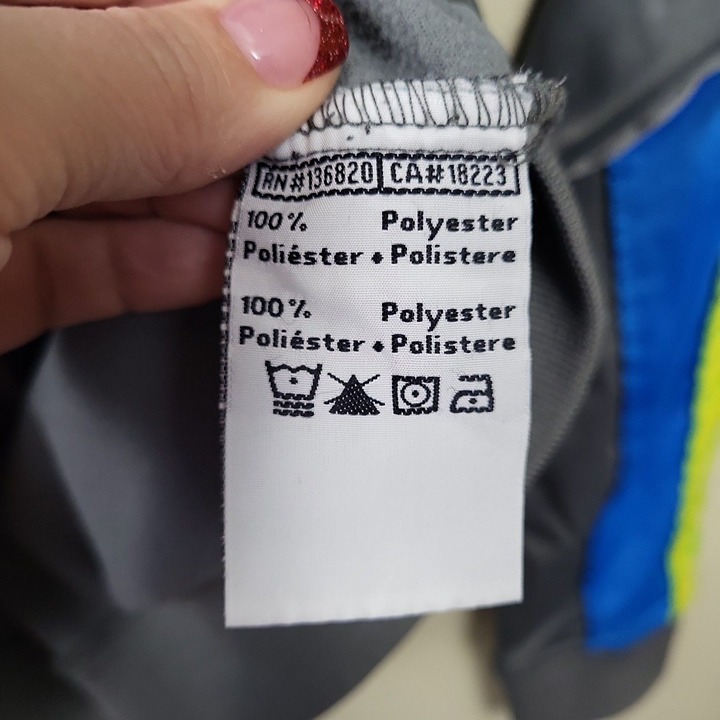 RN#136820 CA#18223
100% Polyester
Poliéster • Polistere
100% Polyester
Poliéster • Polistere